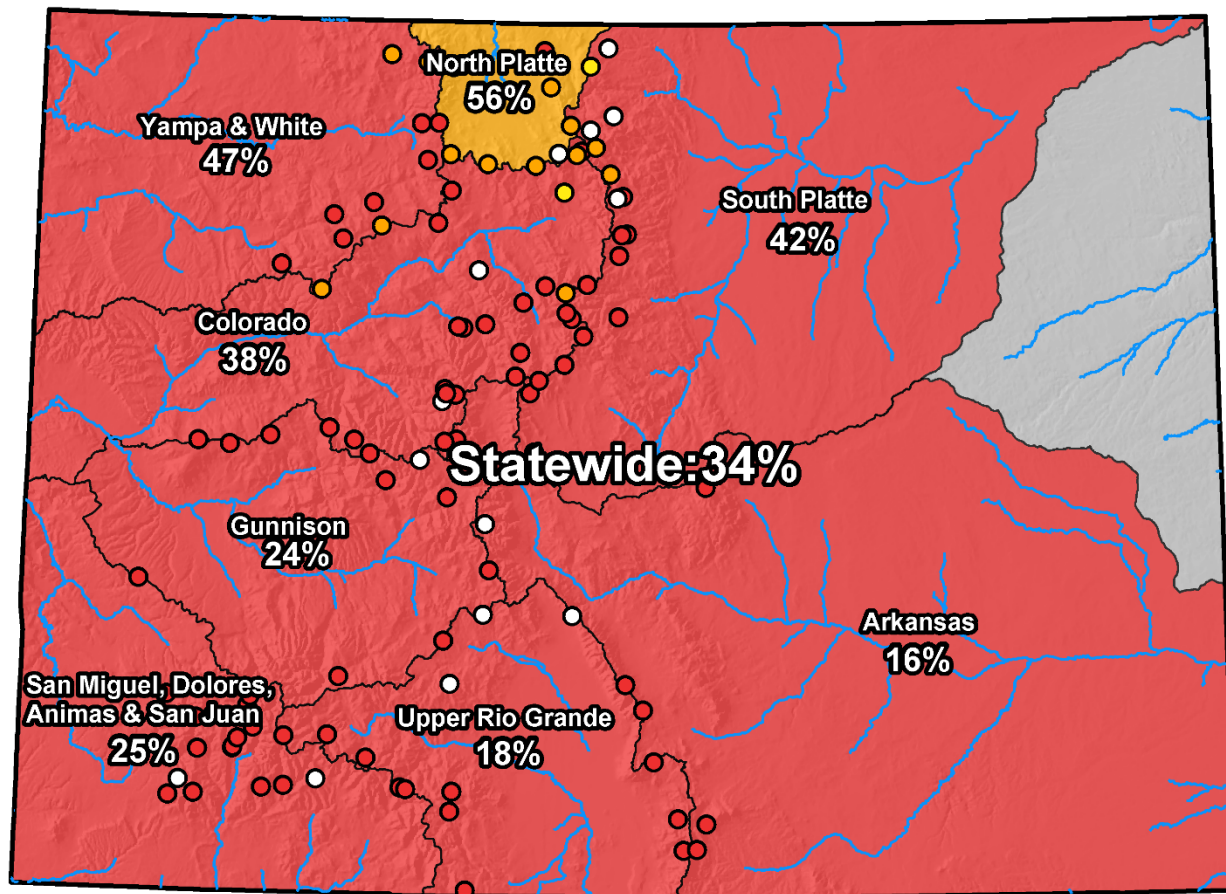 North Platte
56%
Yampa & White
47%
South Platte
42%
Colorado
38%
Statewide:34%
Gunnison
24%
Arkansas
16%
San Miguel, Dolores,
Animas & San Juan
25%
Upper Rio Grande
18%